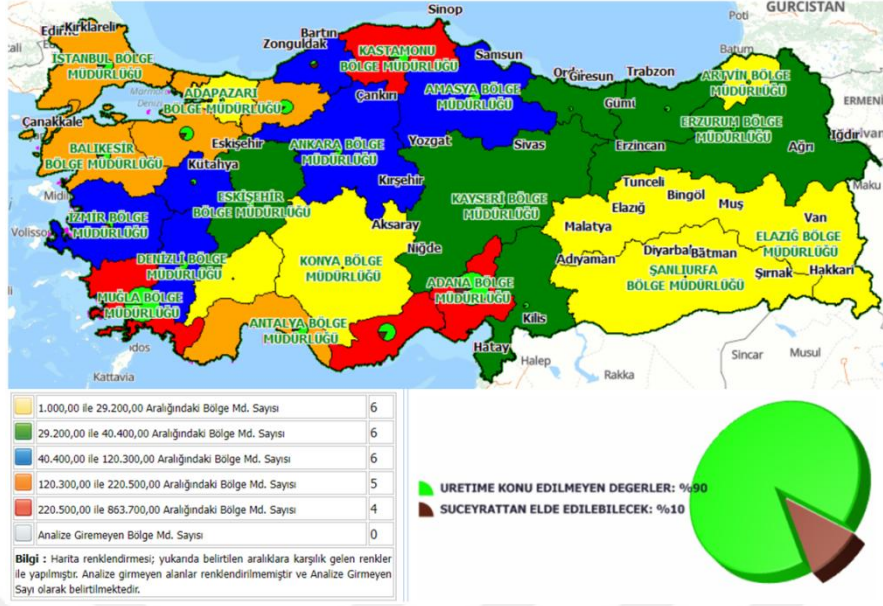 GÜRCİSTAN
Sinop
Poti
Edirne
Kırklareli
Bartın
Zonguldak
KASTAMONU
BÖLGE MÜDÜRLÜĞÜ
Samsun
Batum
İSTANBUL BÖLGE
MÜDÜRLÜĞÜ
Ordu
Giresun
Trabzon
ARTVİN BÖLGE
MÜDÜRLÜĞÜ
Marmara
Denizi
ADAPAZARI
BÖLGE MÜDÜRLÜĞÜ
Çankırı
AMASYA BÖLGE
MÜDÜRLÜĞÜ
Gümü
ERMENİ
Çanakkale
ERZURUM BÖLGE
MÜDÜRLÜĞÜ
Iğdır
BALIKESİR
BÖLGE MÜDÜRLÜĞÜ
Eskişehir
Kütahya
ANKARA BÖLGE
MÜDÜRLÜĞÜ
Yozgat
Sivas
Erzincan
Ağrı
Kırşehir
Tunceli
Bingöl
Muş
Maku
Midil
ESKİŞEHİR
BÖLGE MÜDÜRLÜĞÜ
KAYSERİ BÖLGE
MÜDÜRLÜĞÜ
Elazığ
Malatya
Van
Volissos
İZMİR BÖLGE
MÜDÜRLÜĞÜ
Aksaray
Niğde
ELAZIĞ BÖLGE
MÜDÜRLÜĞÜ
DENİZLİ BÖLGE
MÜDÜRLÜĞÜ
KONYA BÖLGE
MÜDÜRLÜĞÜ
Adıyaman
Diyarbak
Batman
ŞANLIURFA
BÖLGE MÜDÜRLÜĞÜ
Şırnak
Hakkari
MUĞLA BÖLGE
MÜDÜRLÜĞÜ
ADANA BÖLGE
MÜDÜRLÜĞÜ
ANTALYA BÖLGE
MÜDÜRLÜĞÜ
Kilis
Hatay
Halep
Rakka
Sincar
Musul
Kattavia
1.000,00 ile 29.200,00 Aralığındaki Bölge Md. Sayısı 6
29.200,00 ile 40.400,00 Aralığındaki Bölge Md. Sayısı 6
40.400,00 ile 120.300,00 Aralığındaki Bölge Md. Sayısı 6
120.300,00 ile 220.500,00 Aralığındaki Bölge Md. Sayısı 5
220.500,00 ile 863.700,00 Aralığındaki Bölge Md. Sayısı 4
Analize Giremeyen Bölge Md. Sayısı 0
Bilgi : Harita renklendirmesi; yukarıda belirtilen aralıklara karşılık gelen renkler
ile yapılmıştır. Analize girmeyen alanlar renklendirilmemiştir ve Analize Girmeyen
Sayı olarak belirtilmektedir.
URETIME KONU EDILMEYEN DEGERLER: %90
SUCEYRATTAN ELDE EDILEBILECEK: %10